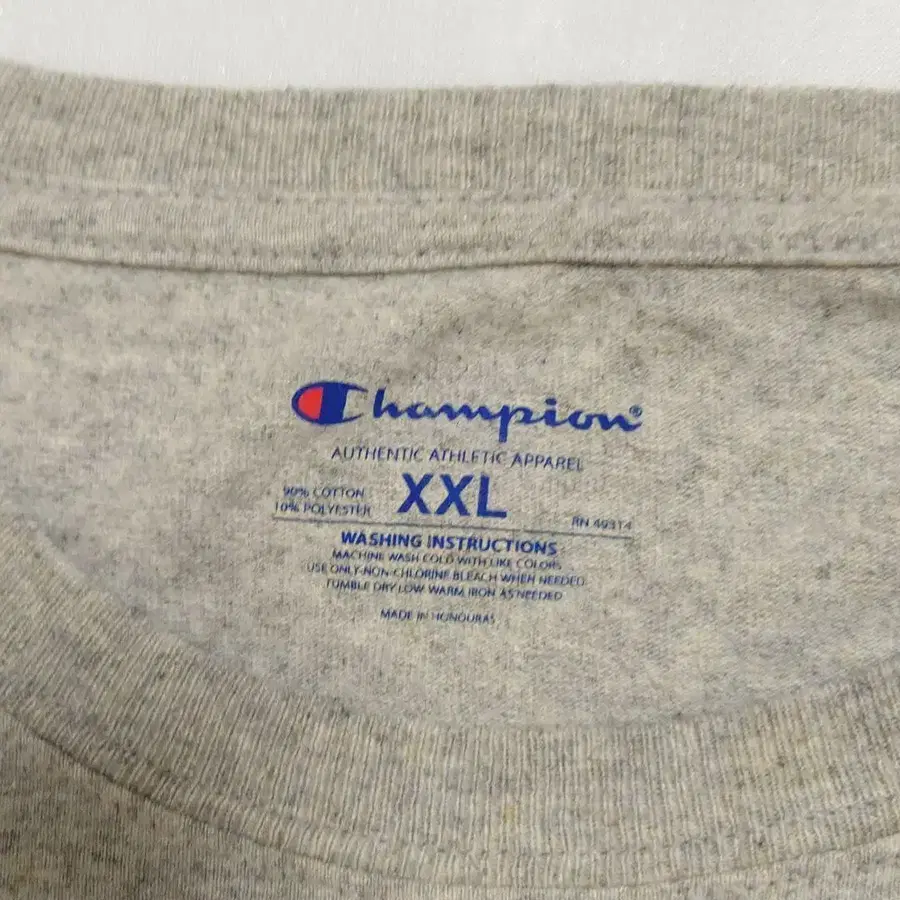 Champion®
AUTHENTIC ATHLETIC APPAREL
90% COTTON
10% POLYESTER
XXL
RN 49314
WASHING INSTRUCTIONS
MACHINE WASH COLD WITH LIKE COLORS
USE ONLY NON-CHLORINE BLEACH WHEN NEEDED
TUMBLE DRY LOW WARM IRON AS NEEDED
MADE IN HONDURAS